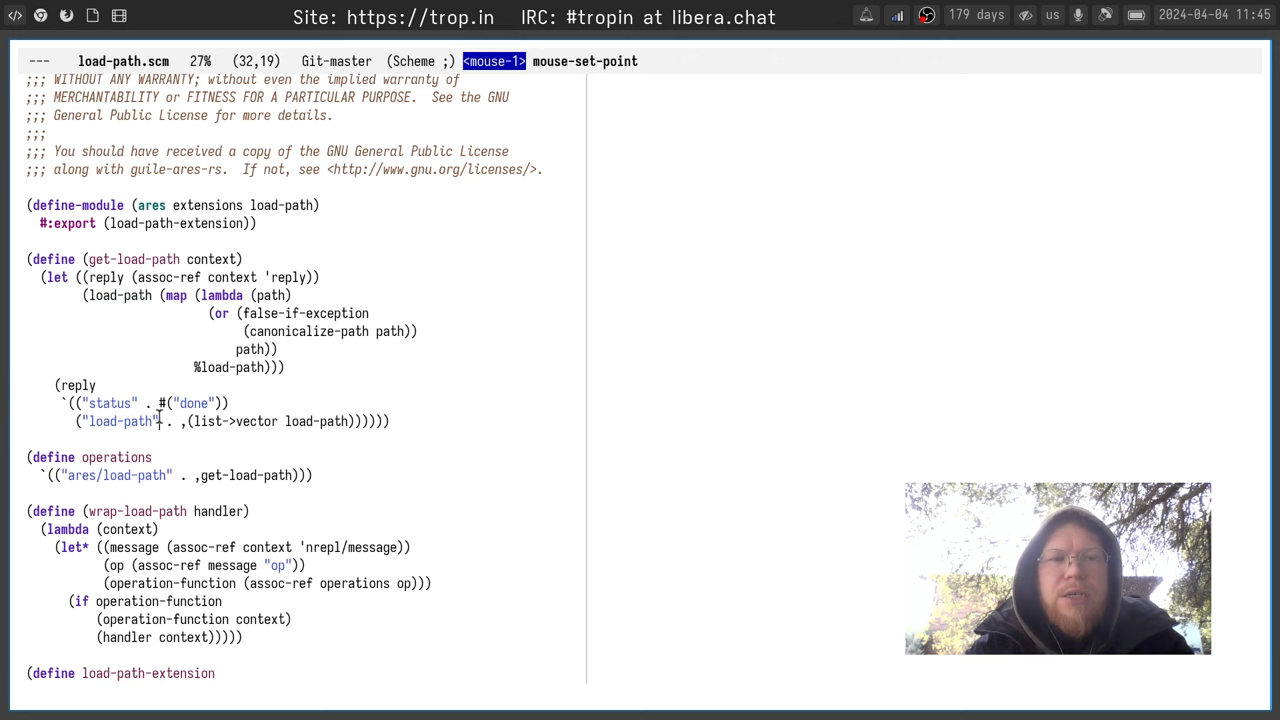 Site: https://trop.in   IRC: #tropin at libera.chat
179 days
us
2024-04-04 11:45
---    load-path.scm   27%   (32,19)   Git-master  (Scheme ;) <mouse-1> mouse-set-point
;;; WITHOUT ANY WARRANTY; without even the implied warranty of
;;; MERCHANTABILITY or FITNESS FOR A PARTICULAR PURPOSE.  See the GNU
;;; General Public License for more details.
;;;
;;; You should have received a copy of the GNU General Public License
;;; along with guile-ares-rs.  If not, see <http://www.gnu.org/licenses/>.
(define-module (ares extensions load-path)
  #:export (load-path-extension))
(define (get-load-path context)
  (let ((reply (assoc-ref context 'reply))
        (load-path (map (lambda (path)
                          (or (false-if-exception
                               (canonicalize-path path))
                              path))
                        %load-path)))
    (reply
     `(("status" . #("done"))
       ("load-path" . ,(list->vector load-path))))))
(define operations
  `(("ares/load-path" . ,get-load-path)))
(define (wrap-load-path handler)
  (lambda (context)
    (let* ((message (assoc-ref context 'nrepl/message))
           (op (assoc-ref message "op"))
           (operation-function (assoc-ref operations op)))
      (if operation-function
          (operation-function context)
          (handler context)))))
(define load-path-extension